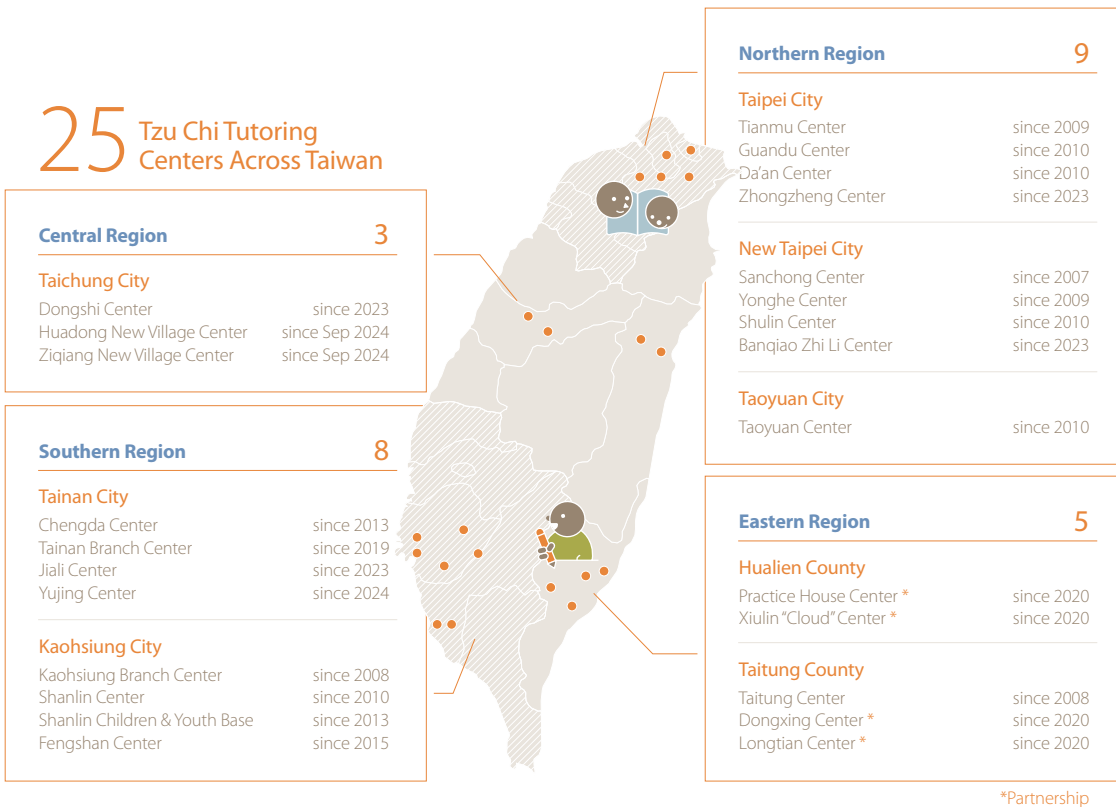 25 Tzu Chi Tutoring
Centers Across Taiwan
Central Region 3
Taichung City
Dongshi Center since 2023
Huadong New Village Center since Sep 2024
Ziqiang New Village Center since Sep 2024
Southern Region 8
Tainan City
Chengda Center since 2013
Tainan Branch Center since 2019
Jiali Center since 2023
Yujing Center since 2024
Kaohsiung City
Kaohsiung Branch Center since 2008
Shanlin Center since 2010
Shanlin Children & Youth Base since 2013
Fengshan Center since 2015
Northern Region 9
Taipei City
Tianmu Center since 2009
Guandu Center since 2010
Da'an Center since 2010
Zhongzheng Center since 2023
New Taipei City
Sanchong Center since 2007
Yonghe Center since 2009
Shulin Center since 2010
Banqiao Zhi Li Center since 2023
Taoyuan City
Taoyuan Center since 2010
Eastern Region 5
Hualien County
Practice House Center * since 2020
Xiulin "Cloud" Center * since 2020
Taitung County
Taitung Center since 2008
Dongxing Center * since 2020
Longtian Center * since 2020
*Partnership